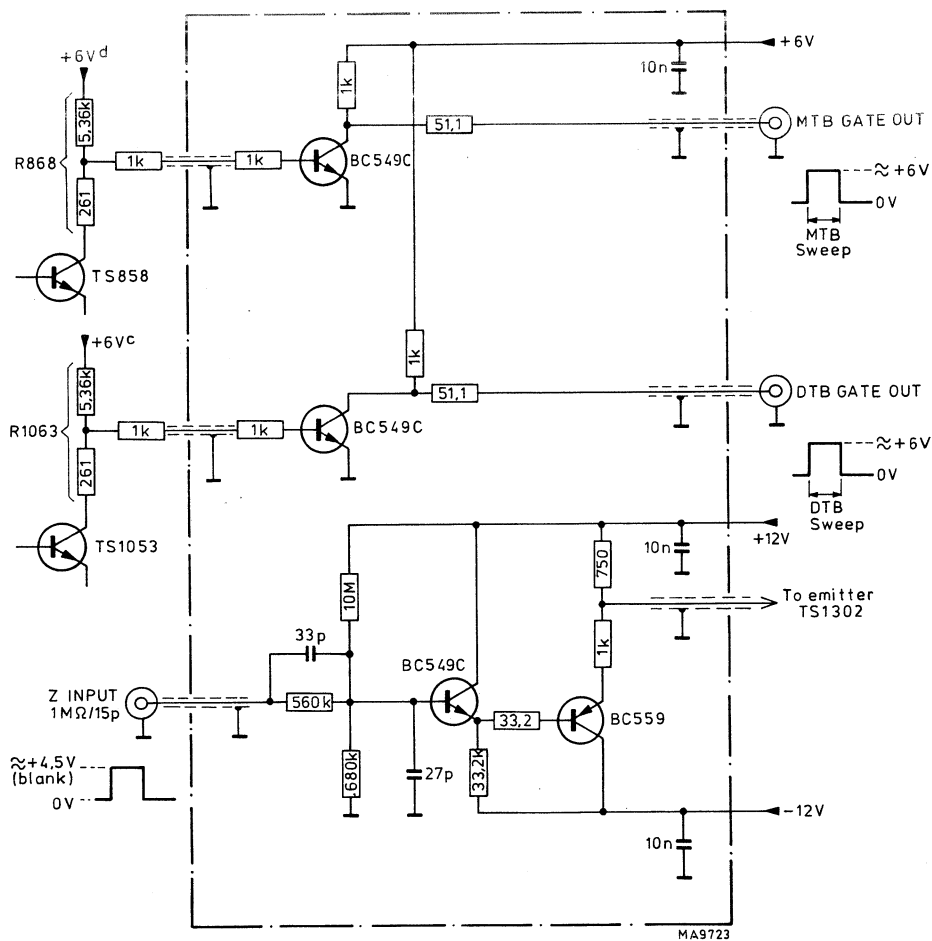 +6Vd
5,36k
R868
261
1k
1k
1k
BC549C
51,1
10n
+6V
MTB GATE OUT
≈+6V
0V
MTB
Sweep
TS858
+6Vc
5,36k
R1063
261
1k
1k
1k
BC549C
51,1
DTB GATE OUT
≈+6V
0V
DTB
Sweep
TS1053
10M
750
10n
+12V
To emitter
TS1302
33p
1k
BC549C
Z INPUT
1MΩ/15p
560k
33,2
BC559
≈+4,5V
(blank)
0V
680k
27p
33,2k
-12V
10n
MA9723